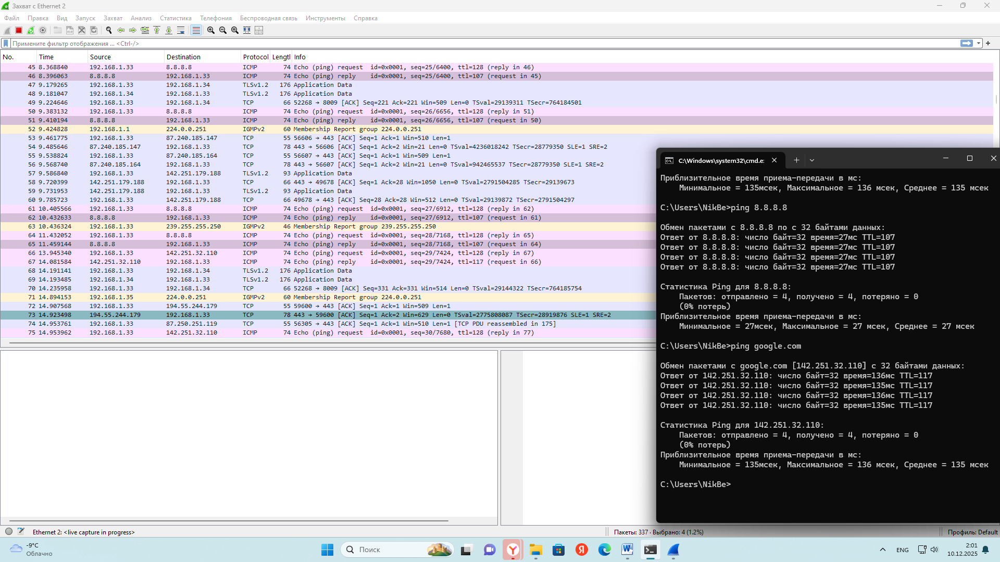 Захват с Ethernet 2
Файл Правка Вид Запуск Захват Анализ Статистика Телефония Беспроводная связь Инструменты Справка
Примените фильтр отображения ... <Ctrl-/>
No. Time Source Destination Protocol Lengtl Info
45 8.368840 192.168.1.33 8.8.8.8 ICMP 74 Echo (ping) request id=0x0001, seq=25/6400, ttl=128 (reply in 46)
46 8.396063 8.8.8.8 192.168.1.33 ICMP 74 Echo (ping) reply id=0x0001, seq=25/6400, ttl=107 (request in 45)
47 9.179265 192.168.1.33 192.168.1.34 TLSv1.2 176 Application Data
48 9.181047 192.168.1.34 192.168.1.33 TLSv1.2 176 Application Data
49 9.224646 192.168.1.33 192.168.1.34 TCP 66 52268 → 8009 [ACK] Seq=221 Ack=221 Win=509 Len=0 TSval=29139311 TSecr=764184501
50 9.383132 192.168.1.33 8.8.8.8 ICMP 74 Echo (ping) request id=0x0001, seq=26/6656, ttl=128 (reply in 51)
51 9.410194 8.8.8.8 192.168.1.33 ICMP 74 Echo (ping) reply id=0x0001, seq=26/6656, ttl=107 (request in 50)
52 9.424828 192.168.1.1 224.0.0.251 IGMPv2 60 Membership Report group 224.0.0.251
53 9.461775 192.168.1.33 87.240.185.147 TCP 55 56606 → 443 [ACK] Seq=1 Ack=1 Win=510 Len=1
54 9.485646 87.240.185.147 192.168.1.33 TCP 78 443 → 56606 [ACK] Seq=1 Ack=2 Win=21 Len=0 TSval=4236018242 TSecr=28779350 SLE=1 SRE=2
55 9.538824 192.168.1.33 87.240.185.164 TCP 55 56607 → 443 [ACK] Seq=1 Ack=1 Win=509 Len=1
56 9.568740 87.240.185.164 192.168.1.33 TCP 78 443 → 56607 [ACK] Seq=1 Ack=2 Win=21 Len=0 TSval=942465537 TSecr=28779350 SLE=1 SRE=2
57 9.586840 192.168.1.33 142.251.179.188 TLSv1.2 93 Application Data
58 9.720399 142.251.179.188 192.168.1.33 TCP 66 443 → 49678 [ACK] Seq=1 Ack=28 Win=1050 Len=0 TSval=2791504285 TSecr=29139673
59 9.731953 142.251.179.188 192.168.1.33 TLSv1.2 93 Application Data
60 9.785723 192.168.1.33 142.251.179.188 TCP 66 49678 → 443 [ACK] Seq=28 Ack=28 Win=512 Len=0 TSval=29139872 TSecr=2791504297
61 10.405566 192.168.1.33 8.8.8.8 ICMP 74 Echo (ping) request id=0x0001, seq=27/6912, ttl=128 (reply in 62)
62 10.432633 8.8.8.8 192.168.1.33 ICMP 74 Echo (ping) reply id=0x0001, seq=27/6912, ttl=107 (request in 61)
63 10.436324 192.168.1.33 239.255.255.250 IGMPv2 46 Membership Report group 239.255.255.250
64 11.432052 192.168.1.33 8.8.8.8 ICMP 74 Echo (ping) request id=0x0001, seq=28/7168, ttl=128 (reply in 65)
65 11.459144 8.8.8.8 192.168.1.33 ICMP 74 Echo (ping) reply id=0x0001, seq=28/7168, ttl=107 (request in 64)
66 13.945340 192.168.1.33 142.251.32.110 ICMP 74 Echo (ping) request id=0x0001, seq=29/7424, ttl=128 (reply in 67)
67 14.081584 142.251.32.110 192.168.1.33 ICMP 74 Echo (ping) reply id=0x0001, seq=29/7424, ttl=117 (request in 66)
68 14.191141 192.168.1.33 192.168.1.34 TLSv1.2 176 Application Data
69 14.193485 192.168.1.34 192.168.1.33 TLSv1.2 176 Application Data
70 14.235958 192.168.1.33 192.168.1.34 TCP 66 52268 → 8009 [ACK] Seq=331 Ack=331 Win=514 Len=0 TSval=29144322 TSecr=764185754
71 14.894153 192.168.1.35 224.0.0.251 IGMPv2 60 Membership Report group 224.0.0.251
72 14.907568 192.168.1.33 194.55.244.179 TCP 55 59600 → 443 [ACK] Seq=1 Ack=1 Win=509 Len=1
73 14.923498 194.55.244.179 192.168.1.33 TCP 78 443 → 59600 [ACK] Seq=1 Ack=2 Win=629 Len=0 TSval=2775808087 TSecr=28919876 SLE=1 SRE=2
74 14.953761 192.168.1.33 87.250.251.119 TCP 55 56305 → 443 [ACK] Seq=1 Ack=1 Win=510 Len=1 [TCP PDU reassembled in 175]
75 14.953962 192.168.1.33 142.251.32.110 ICMP 74 Echo (ping) request id=0x0001, seq=30/7680, ttl=128 (reply in 77)
C:\Windows\system32\cmd.e:
Приблизительное время приема-передачи в мс:
Минимальное = 135мсек, Максимальное = 136 мсек, Среднее = 135 мсек
C:\Users\NikBe>ping 8.8.8.8
Обмен пакетами с 8.8.8.8 по с 32 байтами данных:
Ответ от 8.8.8.8: число байт=32 время=27мс TTL=107
Ответ от 8.8.8.8: число байт=32 время=27мс TTL=107
Ответ от 8.8.8.8: число байт=32 время=27мс TTL=107
Ответ от 8.8.8.8: число байт=32 время=27мс TTL=107
Статистика Ping для 8.8.8.8:
Пакетов: отправлено = 4, получено = 4, потеряно = 0
(0% потерь)
Приблизительное время приема-передачи в мс:
Минимальное = 27мсек, Максимальное = 27 мсек, Среднее = 27 мсек
C:\Users\NikBe>ping google.com
Обмен пакетами с google.com [142.251.32.110] с 32 байтами данных:
Ответ от 142.251.32.110: число байт=32 время=136мс TTL=117
Ответ от 142.251.32.110: число байт=32 время=135мс TTL=117
Ответ от 142.251.32.110: число байт=32 время=136мс TTL=117
Ответ от 142.251.32.110: число байт=32 время=135мс TTL=117
Статистика Ping для 142.251.32.110:
Пакетов: отправлено = 4, получено = 4, потеряно = 0
(0% потерь)
Приблизительное время приема-передачи в мс:
Минимальное = 135мсек, Максимальное = 136 мсек, Среднее = 135 мсек
C:\Users\NikBe>
Ethernet 2: <live capture in progress>
Пакеты: 337 · Выбрано: 4 (1.2%)
Профиль: Default
-9°C
Облачно
Поиск
ENG
2:01
10.12.2025